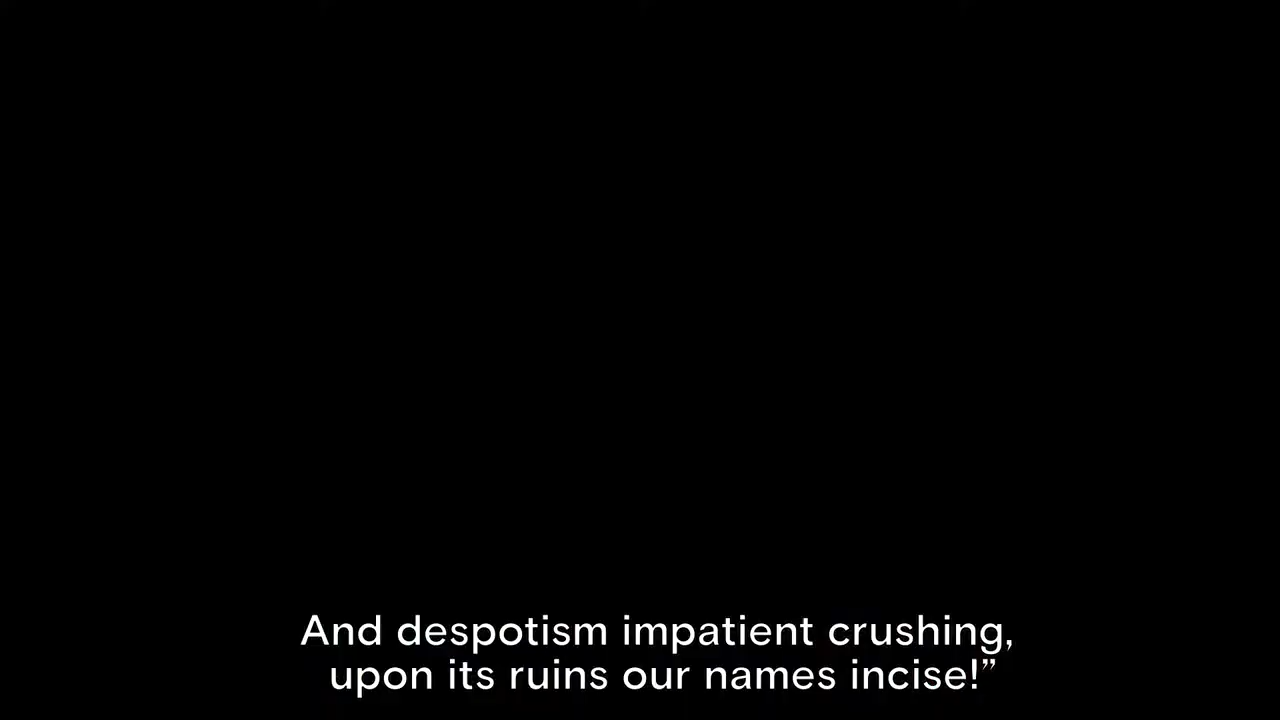 And despotism impatient crushing,
upon its ruins our names incise!”